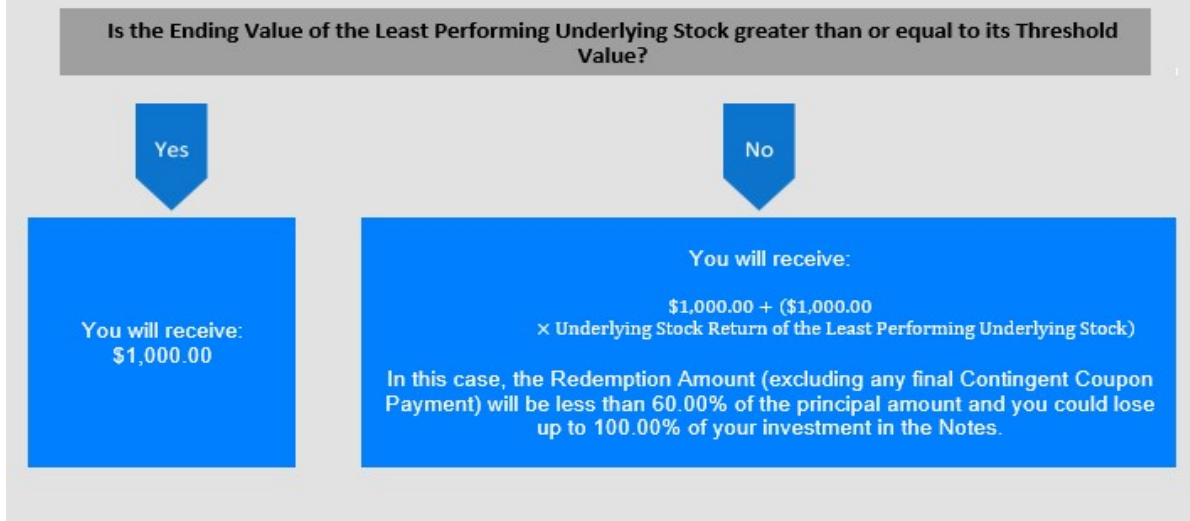 Is the Ending Value of the Least Performing Underlying Stock greater than or equal to its Threshold
Value?
Yes
No
You will receive:
$1,000.00
You will receive:
$1,000.00 + ($1,000.00
× Underlying Stock Return of the Least Performing Underlying Stock)
In this case, the Redemption Amount (excluding any final Contingent Coupon
Payment) will be less than 60.00% of the principal amount and you could lose
up to 100.00% of your investment in the Notes.